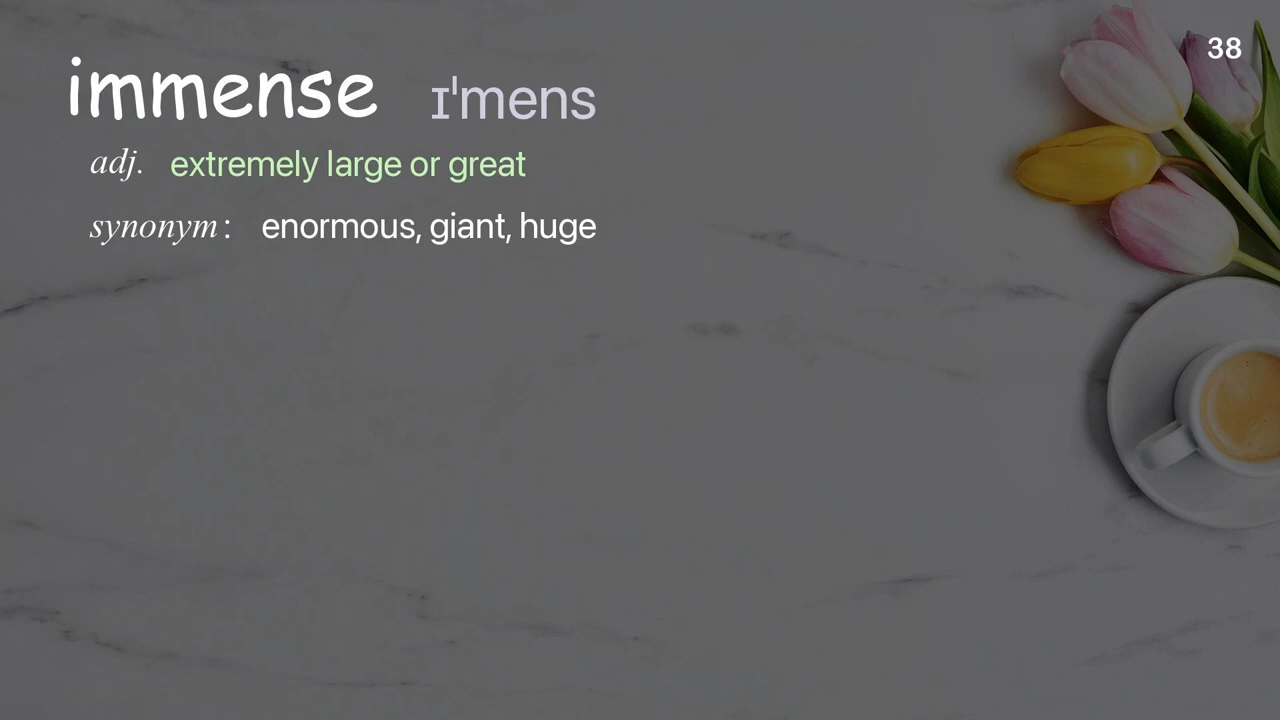 38
immense ɪˈmens
adj. extremely large or great
synonym: enormous, giant, huge